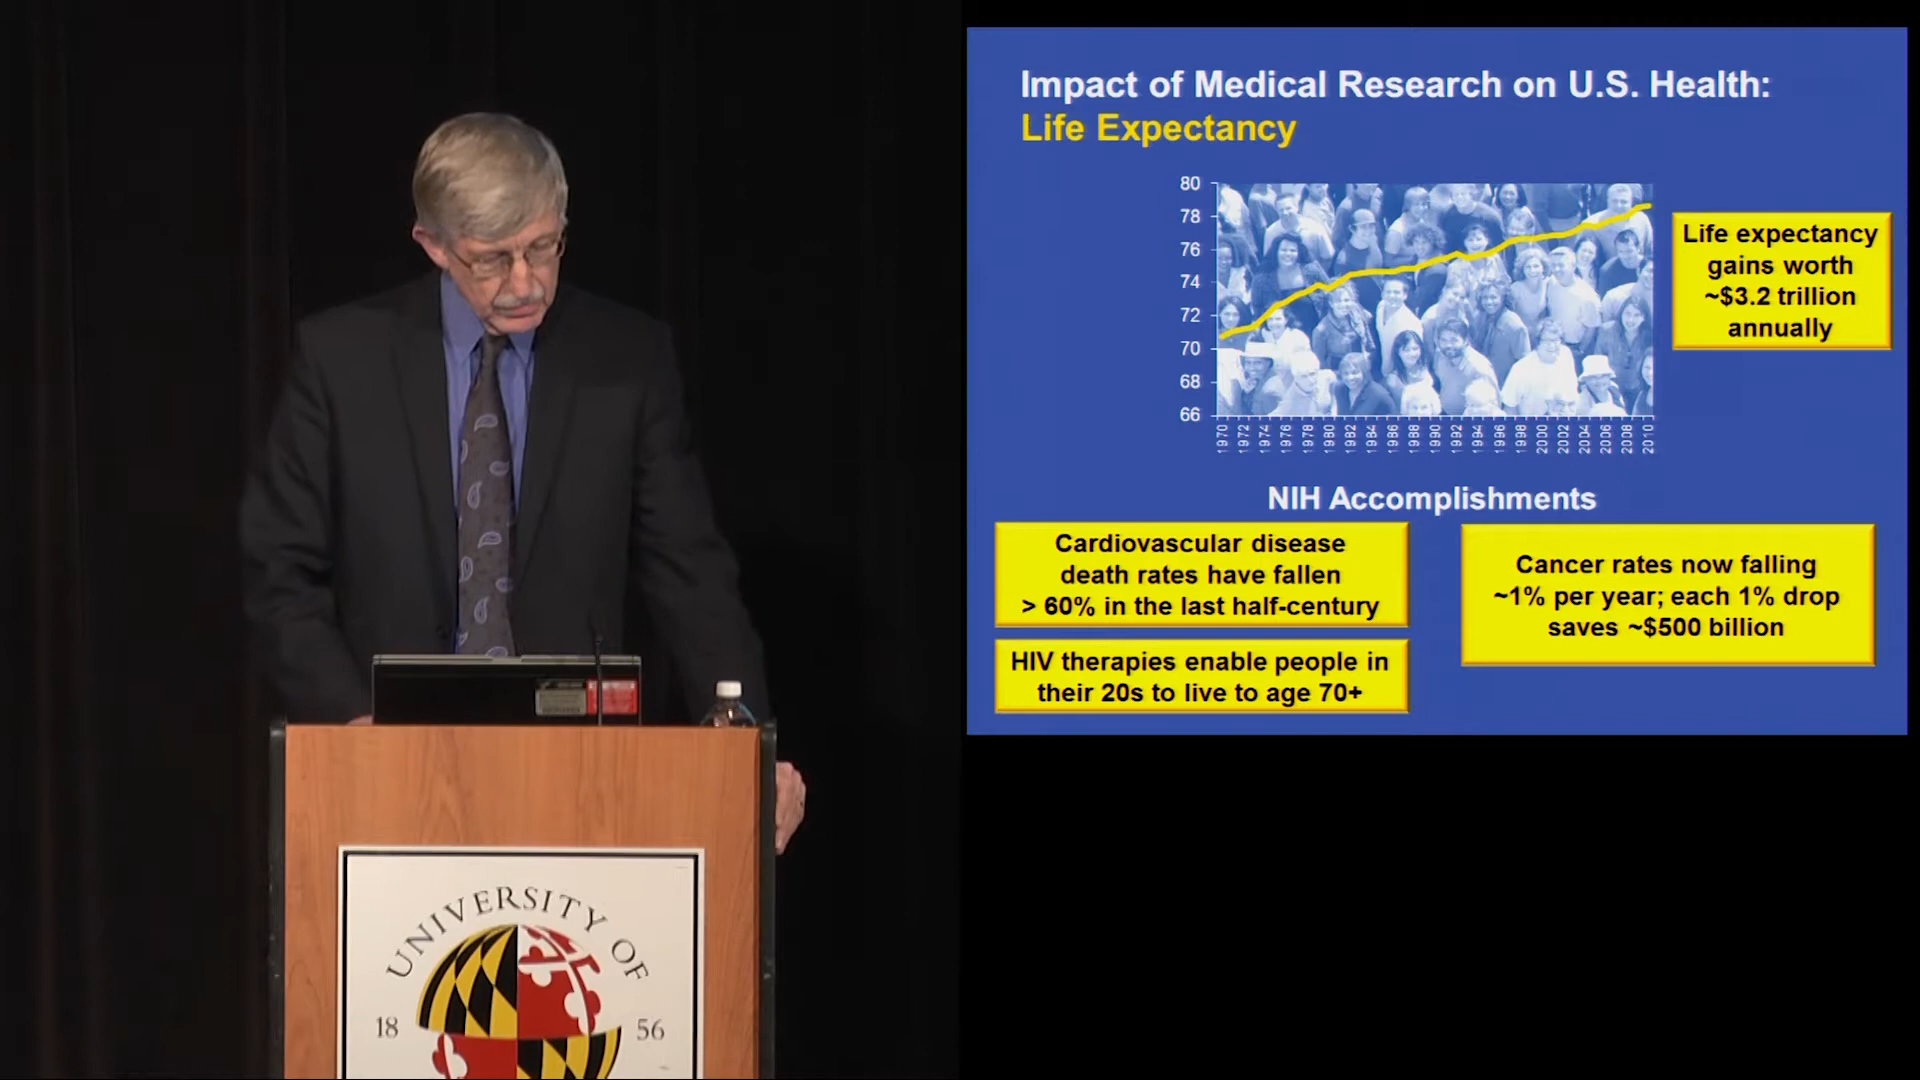 Impact of Medical Research on U.S. Health:
Life Expectancy
80
78
76
74
72
70
68
66
1970
1972
1974
1976
1978
1980
1982
1984
1986
1988
1990
1992
1994
1996
1998
2000
2002
2004
2006
2008
2010
Life expectancy
gains worth
~$3.2 trillion
annually
NIH Accomplishments
Cardiovascular disease
death rates have fallen
> 60% in the last half-century
HIV therapies enable people in
their 20s to live to age 70+
Cancer rates now falling
~1% per year; each 1% drop
saves ~$500 billion
UNIVERSITY OF
18 56